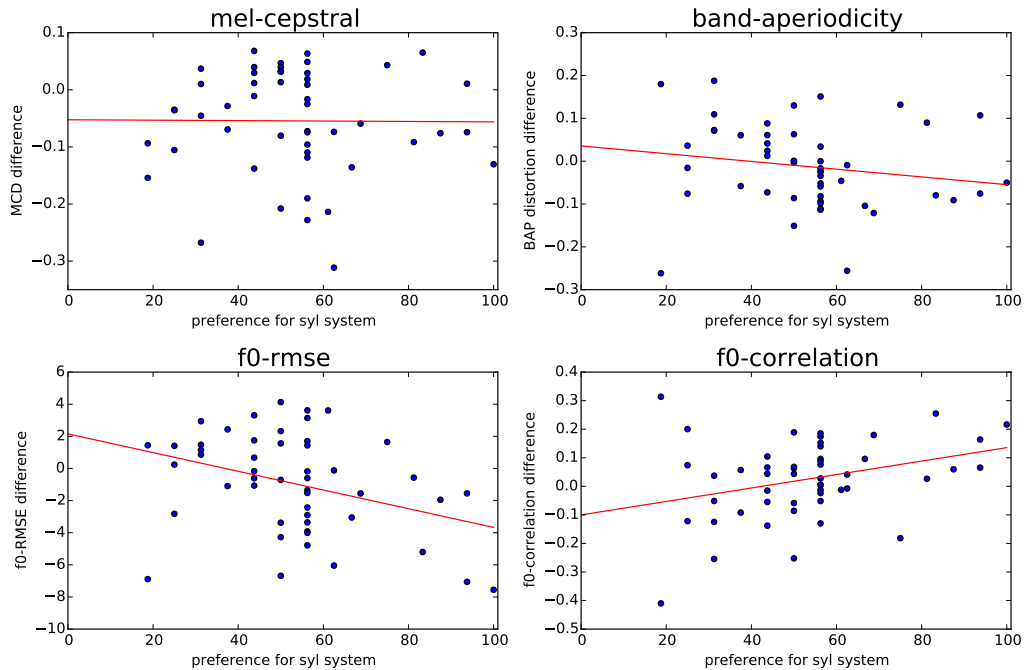 mel-cepstral
MCD difference
0.1
0.0
−0.1
−0.2
−0.3
0 20 40 60 80 100
preference for syl system
band-aperiodicity
BAP distortion difference
0.3
0.2
0.1
0.0
−0.1
−0.2
−0.3
0 20 40 60 80 100
preference for syl system
f0-rmse
f0-RMSE difference
6
4
2
0
−2
−4
−6
−8
−10
0 20 40 60 80 100
preference for syl system
f0-correlation
f0-correlation difference
0.4
0.3
0.2
0.1
0.0
−0.1
−0.2
−0.3
−0.4
−0.5
0 20 40 60 80 100
preference for syl system